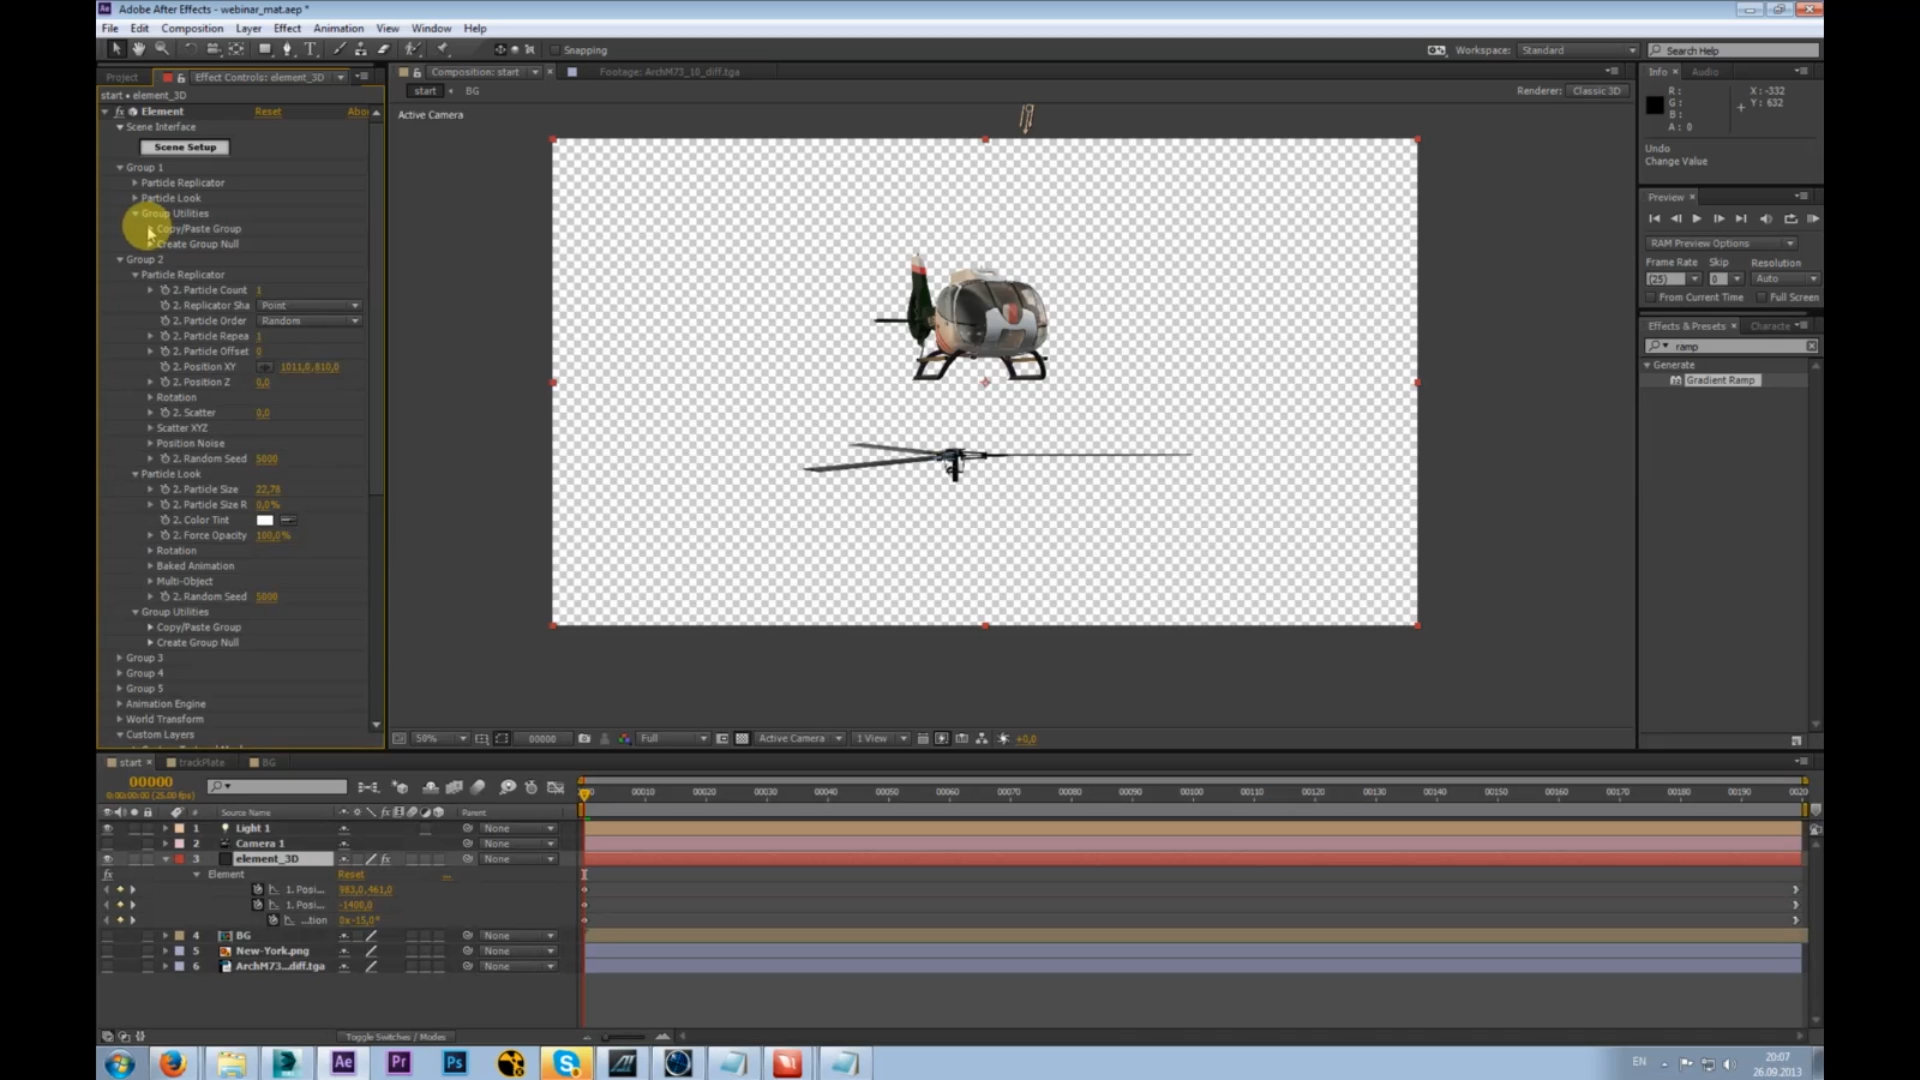 Adobe After Effects - webinar_mat.aep *
File Edit Composition Layer Effect Animation View Window Help
Snapping
Workspace: Standard
Search Help
Project Effect Controls: element_3D
Composition: start
Footage: ArchM73_10_diff.tga
Info Audio
start • element_3D
start BG
Renderer: Classic 3D
R:
G:
B:
A: 0
X: -332
Y: 632
fx Element Reset Abo
Active Camera
Scene Interface
Scene Setup
Undo
Change Value
Group 1
Particle Replicator
Particle Look
Group Utilities
Copy/Paste Group
Create Group Null
Preview
RAM Preview Options
Frame Rate Skip Resolution
(25) 0 Auto
From Current Time Full Screen
Group 2
Particle Replicator
2. Particle Count 1
2. Replicator Sha Point
2. Particle Order Random
2. Particle Repea 1
2. Particle Offset 0
2. Position XY 1011,0,810,0
2. Position Z 0,0
Rotation
2. Scatter 0,0
Scatter XYZ
Position Noise
2. Random Seed 5000
Effects & Presets Characte
ramp
Generate
Gradient Ramp
Particle Look
2. Particle Size 22,78
2. Particle Size R 0,0%
2. Color Tint
2. Force Opacity 100,0%
Rotation
Baked Animation
Multi-Object
2. Random Seed 5000
Group Utilities
Copy/Paste Group
Create Group Null
Group 3
Group 4
Group 5
Animation Engine
World Transform
Custom Layers
50% 00000 Full Active Camera 1 View +0,0
start trackPlate BG
00000
0:00:00:00 (25.00 fps)
00010 00020 00030 00040 00050 00060 00070 00080 00090 00100 00110 00120 00130 00140 00150 00160 00170 00180 00190 0020
# Source Name Parent
1 Light 1 None
2 Camera 1 None
3 element_3D None
fx Element Reset ...
1. Posi... 983,0,461,0
1. Posi... -1400,0
...tion 0x-15,0°
4 BG None
5 New-York.png None
6 ArchM73...diff.tga None
Toggle Switches / Modes
Ae Pr Ps
EN
20:07
26.09.2013